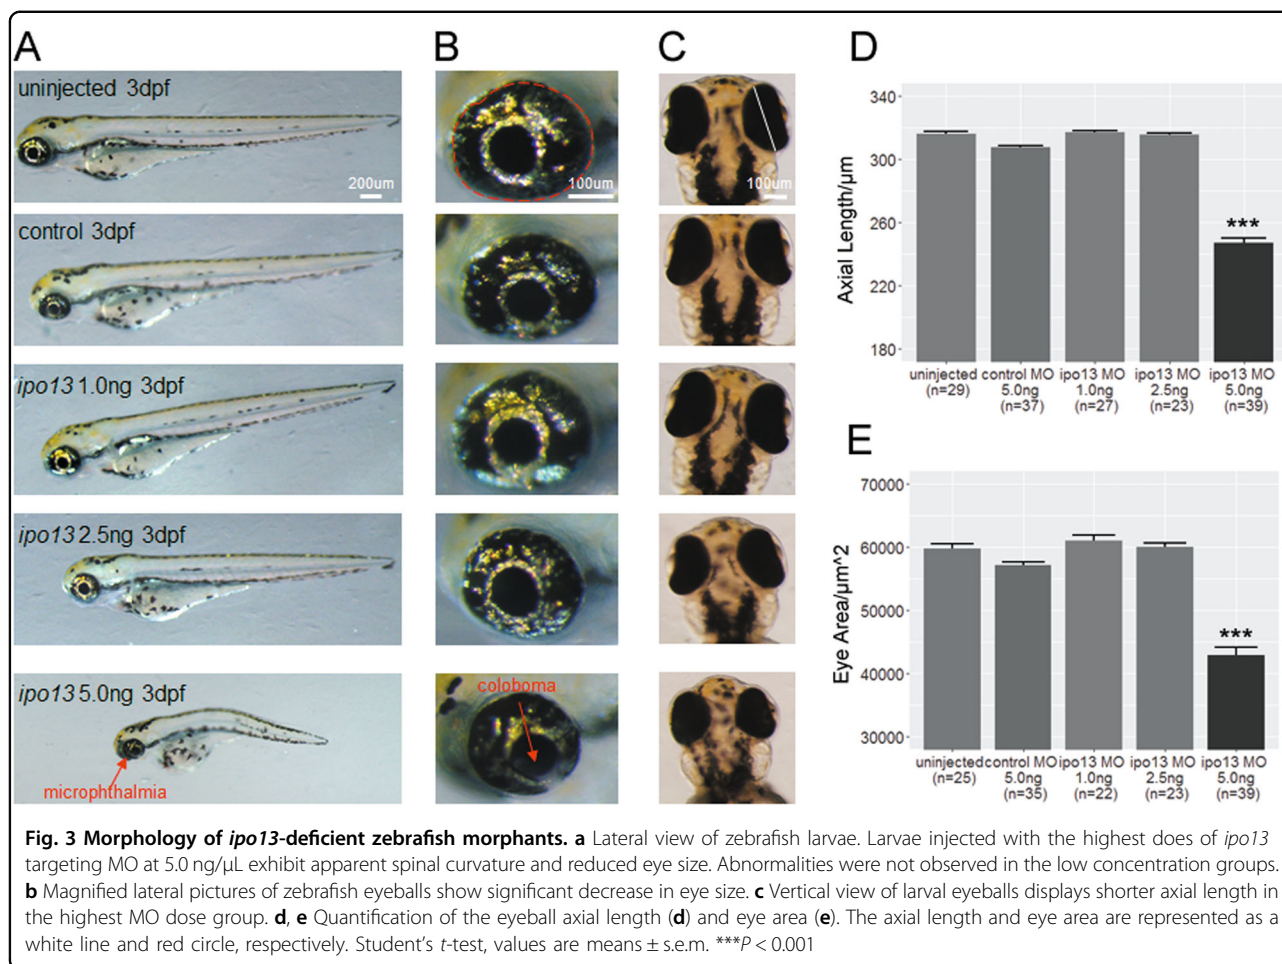 A
B
C
D
E
uninjected 3dpf
200um
control 3dpf
ipo13 1.0ng 3dpf
ipo13 2.5ng 3dpf
ipo13 5.0ng 3dpf
microphthalmia
100um
coloboma
100um
Axial Length/µm
340
300
260
220
180
***
uninjected
(n=29)
control MO
5.0ng
(n=37)
ipo13 MO
1.0ng
(n=27)
ipo13 MO
2.5ng
(n=23)
ipo13 MO
5.0ng
(n=39)
Eye Area/µm^2
70000
60000
50000
40000
30000
***
uninjected
(n=25)
control MO
5.0ng
(n=35)
ipo13 MO
1.0ng
(n=22)
ipo13 MO
2.5ng
(n=23)
ipo13 MO
5.0ng
(n=39)
Fig. 3 Morphology of ipo13-deficient zebrafish morphants. a Lateral view of zebrafish larvae. Larvae injected with the highest does of ipo13
targeting MO at 5.0 ng/µL exhibit apparent spinal curvature and reduced eye size. Abnormalities were not observed in the low concentration groups.
b Magnified lateral pictures of zebrafish eyeballs show significant decrease in eye size. c Vertical view of larval eyeballs displays shorter axial length in
the highest MO dose group. d, e Quantification of the eyeball axial length (d) and eye area (e). The axial length and eye area are represented as a
white line and red circle, respectively. Student's t-test, values are means ± s.e.m. ***P < 0.001